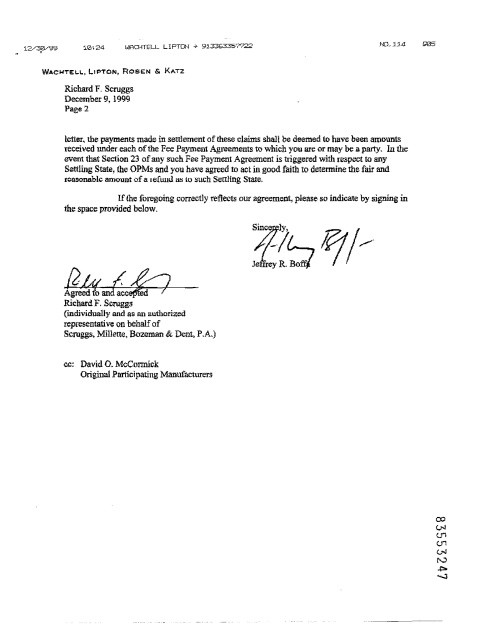 12/30/99 10:24 WACHTELL LIPTON → 913363357722 NO.114 005
WACHTELL, LIPTON, ROSEN & KATZ
Richard F. Scruggs
December 9, 1999
Page 2
letter, the payments made in settlement of these claims shall be deemed to have been amounts
received under each of the Fee Payment Agreements to which you are or may be a party. In the
event that Section 23 of any such Fee Payment Agreement is triggered with respect to any
Settling State, the OPMs and you have agreed to act in good faith to determine the fair and
reasonable amount of a refund as to such Settling State.
If the foregoing correctly reflects our agreement, please so indicate by signing in
the space provided below.
Sincerely,
Jeffrey R. Boffa
Agreed to and accepted
Richard F. Scruggs
(individually and as an authorized
representative on behalf of
Scruggs, Millette, Bozeman & Dent, P.A.)
cc: David O. McCormick
Original Participating Manufacturers
83553247